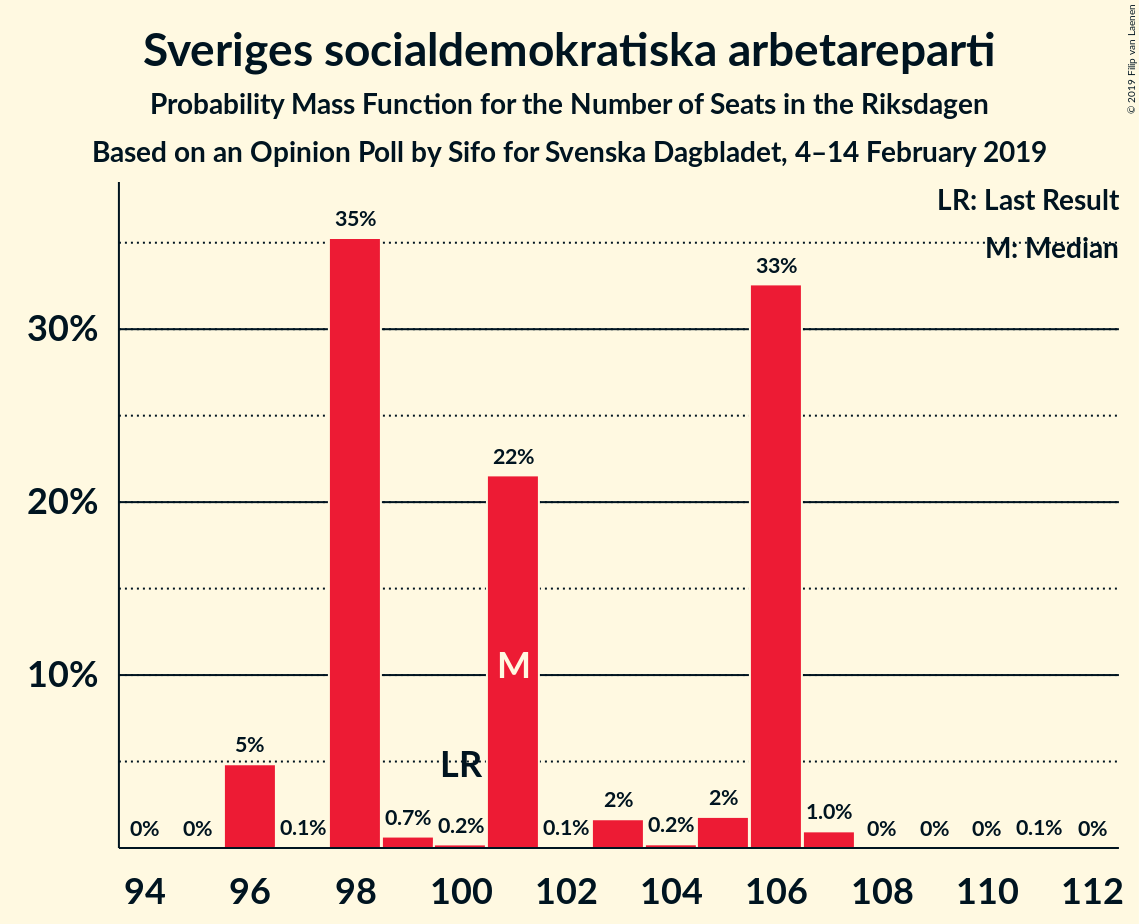 Sveriges socialdemokratiska arbetareparti
Probability Mass Function for the Number of Seats in the Riksdagen
Based on an Opinion Poll by Sifo for Svenska Dagbladet, 4–14 February 2019
© 2019 Filip van Laenen
LR: Last Result
M: Median
35%
33%
30%
22%
20%
M
10%
5%
LR
0% 0% 0.1% 0.7% 0.2% 0.1% 2% 0.2% 2% 1.0% 0% 0% 0% 0.1% 0%
94 96 98 100 102 104 106 108 110 112